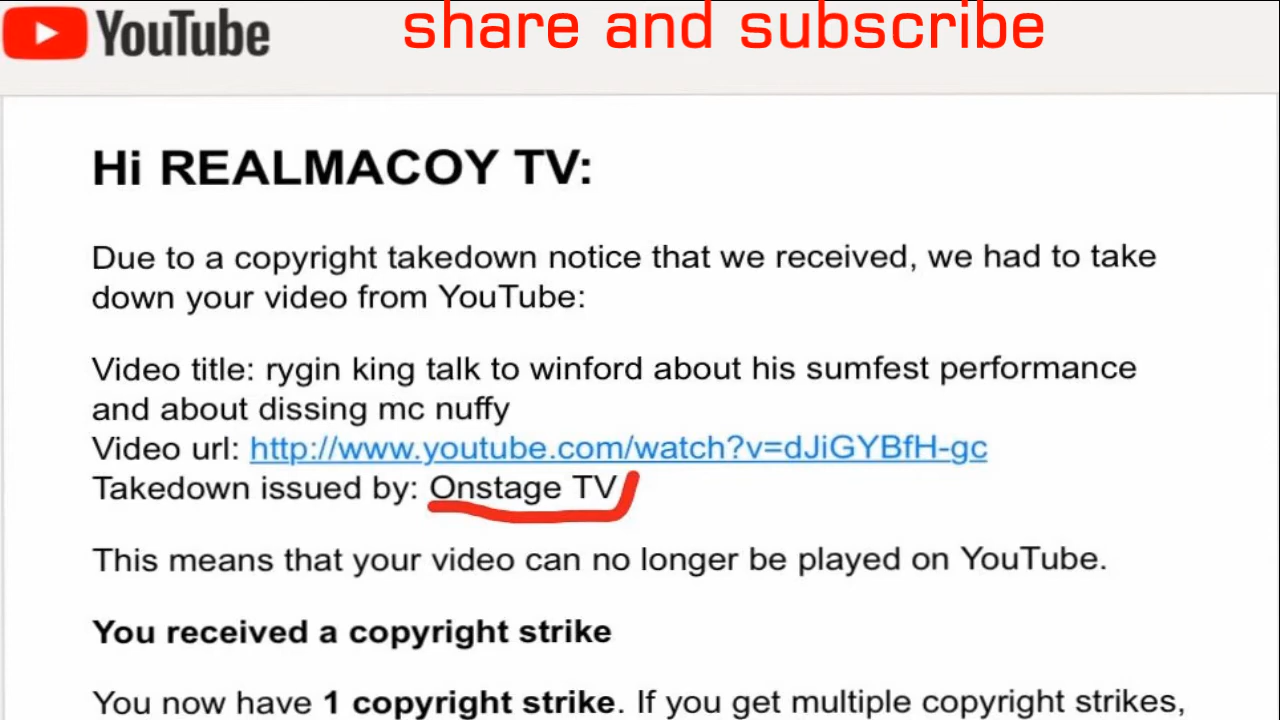 YouTube
share and subscribe
Hi REALMACOY TV:
Due to a copyright takedown notice that we received, we had to take
down your video from YouTube:
Video title: rygin king talk to winford about his sumfest performance
and about dissing mc nuffy
Video url: http://www.youtube.com/watch?v=dJiGYBfH-gc
Takedown issued by: Onstage TV
This means that your video can no longer be played on YouTube.
You received a copyright strike
You now have 1 copyright strike. If you get multiple copyright strikes,